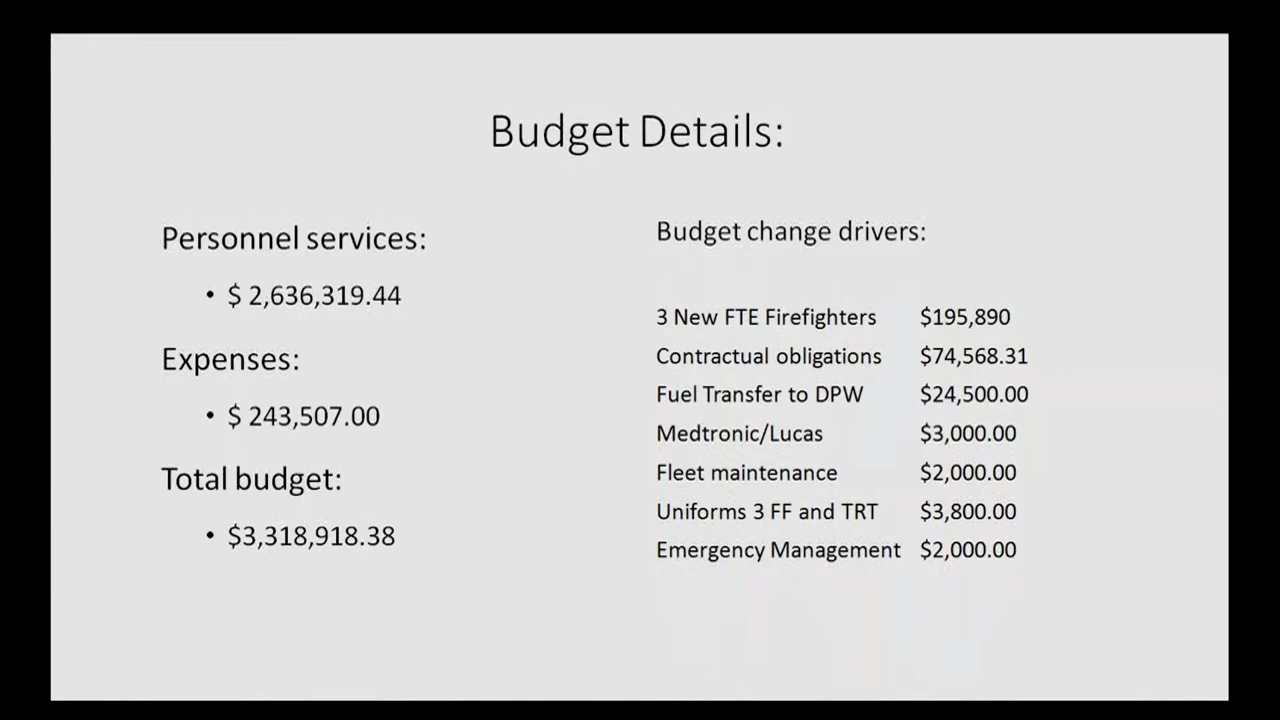 Budget Details:
Personnel services:
• $ 2,636,319.44
Expenses:
• $ 243,507.00
Total budget:
• $3,318,918.38
Budget change drivers:
3 New FTE Firefighters $195,890
Contractual obligations $74,568.31
Fuel Transfer to DPW $24,500.00
Medtronic/Lucas $3,000.00
Fleet maintenance $2,000.00
Uniforms 3 FF and TRT $3,800.00
Emergency Management $2,000.00